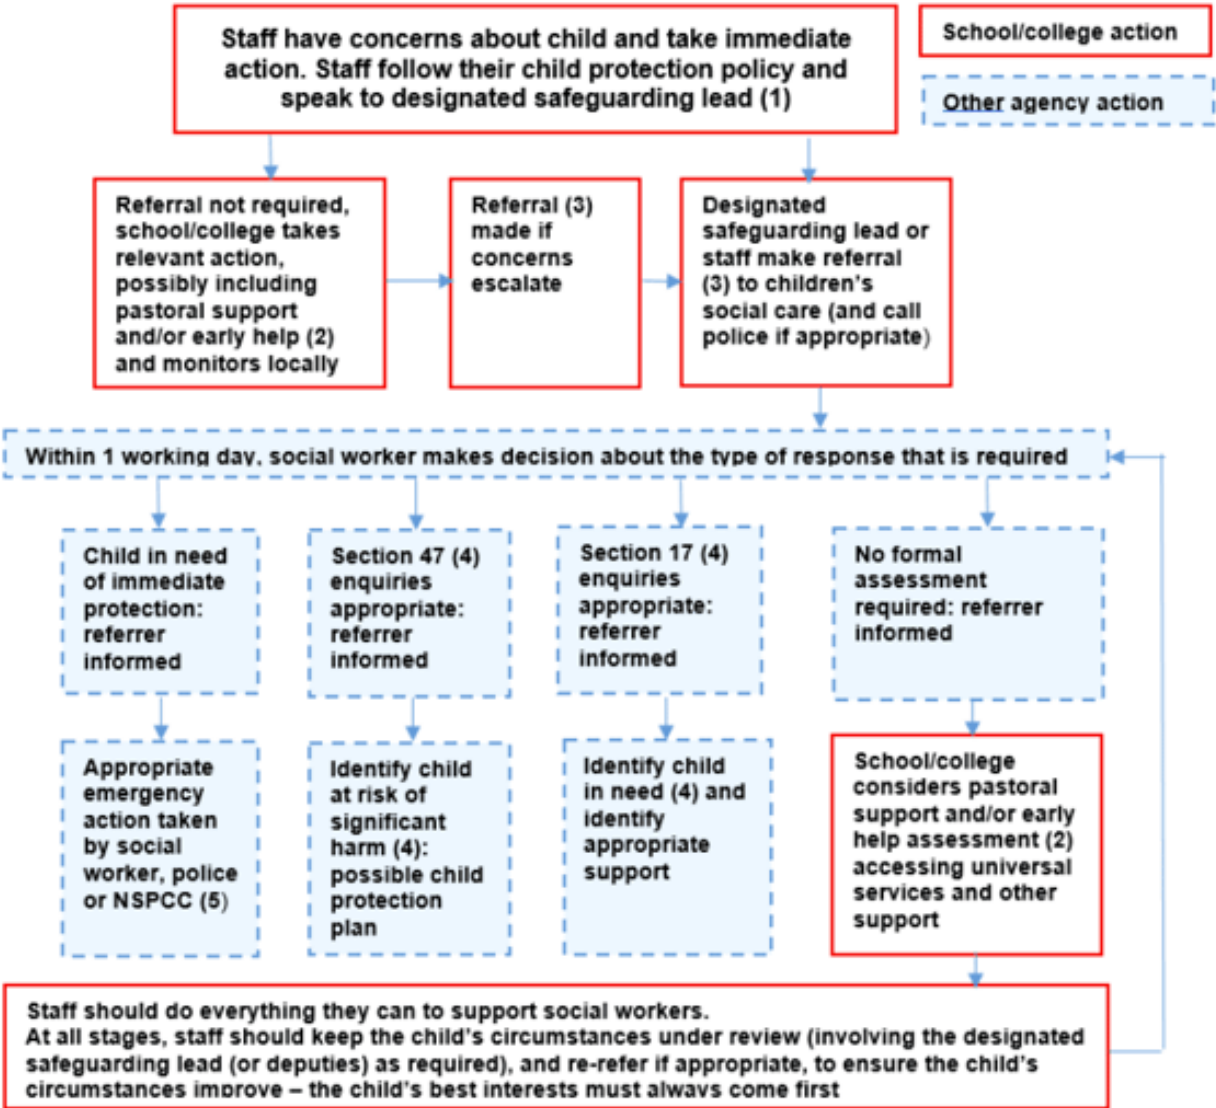 Staff have concerns about child and take immediate
action. Staff follow their child protection policy and
speak to designated safeguarding lead (1)
School/college action
Other agency action
Referral not required,
school/college takes
relevant action,
possibly including
pastoral support
and/or early help (2)
and monitors locally
Referral (3)
made if
concerns
escalate
Designated
safeguarding lead or
staff make referral
(3) to children's
social care (and call
police if appropriate)
Within 1 working day, social worker makes decision about the type of response that is required
Child in need
of immediate
protection:
referrer
informed
Section 47 (4)
enquiries
appropriate:
referrer
informed
Section 17 (4)
enquiries
appropriate:
referrer
informed
No formal
assessment
required: referrer
informed
Appropriate
emergency
action taken
by social
worker, police
or NSPCC (5)
Identify child
at risk of
significant
harm (4):
possible child
protection
plan
Identify child
in need (4) and
identify
appropriate
support
School/college
considers pastoral
support and/or early
help assessment (2)
accessing universal
services and other
support
Staff should do everything they can to support social workers.
At all stages, staff should keep the child's circumstances under review (involving the designated
safeguarding lead (or deputies) as required), and re-refer if appropriate, to ensure the child's
circumstances improve – the child's best interests must always come first